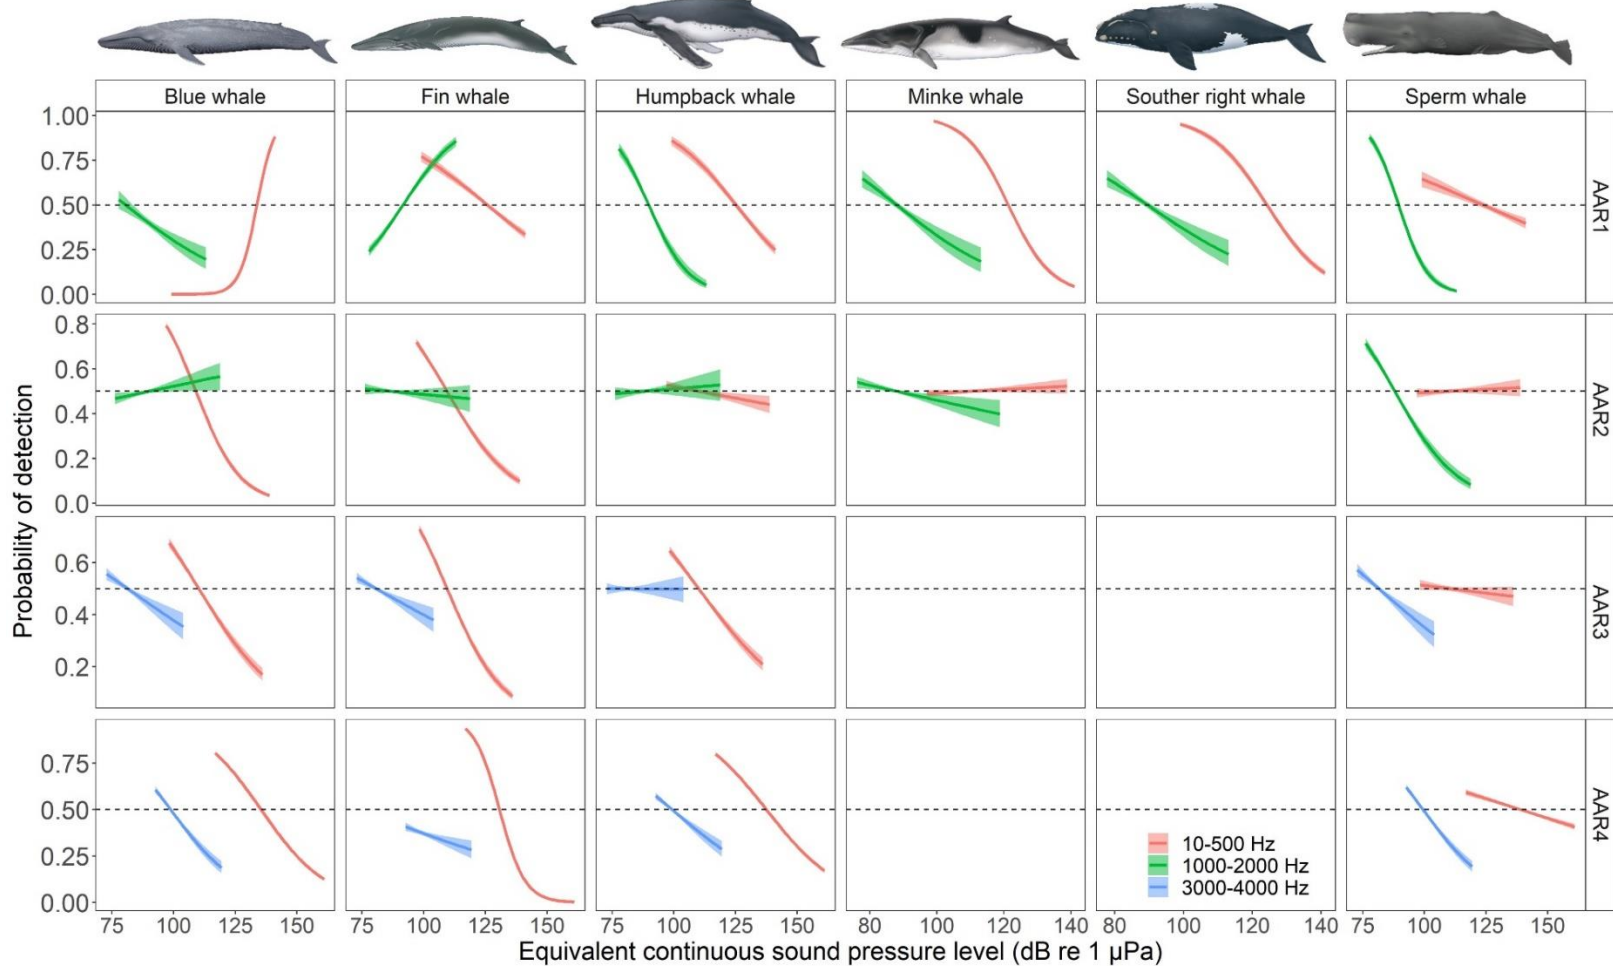 Blue whale
Fin whale
Humpback whale
Minke whale
Souther right whale
Sperm whale
1.00
0.75
0.50
0.25
0.00
AAR1
0.8
0.6
0.4
0.2
0.0
AAR2
0.6
0.4
0.2
AAR3
0.75
0.50
0.25
0.00
AAR4
Probability of detection
10-500 Hz
1000-2000 Hz
3000-4000 Hz
75 100 125 150
75 100 125 150
75 100 125 150
80 100 120 140
80 100 120 140
75 100 125 150
Equivalent continuous sound pressure level (dB re 1 µPa)